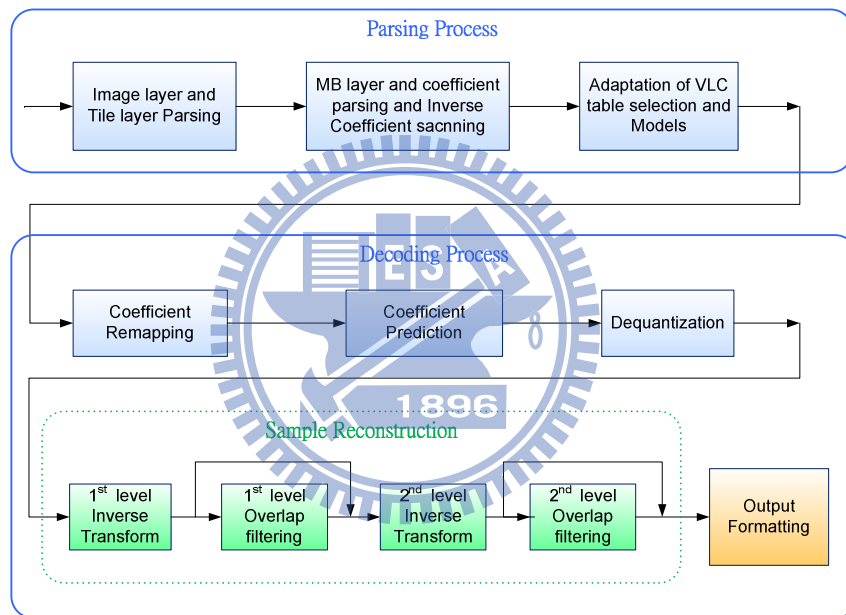 Parsing Process
Image layer and
Tile layer Parsing
MB layer and coefficient
parsing and Inverse
Coefficient sacnning
Adaptation of VLC
table selection and
Models
Decoding Process
Coefficient
Remapping
Coefficient
Prediction
Dequantization
E S A
1896
Sample Reconstruction
1st level
Inverse
Transform
1st level
Overlap
filtering
2nd level
Inverse
Transform
2nd level
Overlap
filtering
Output
Formatting